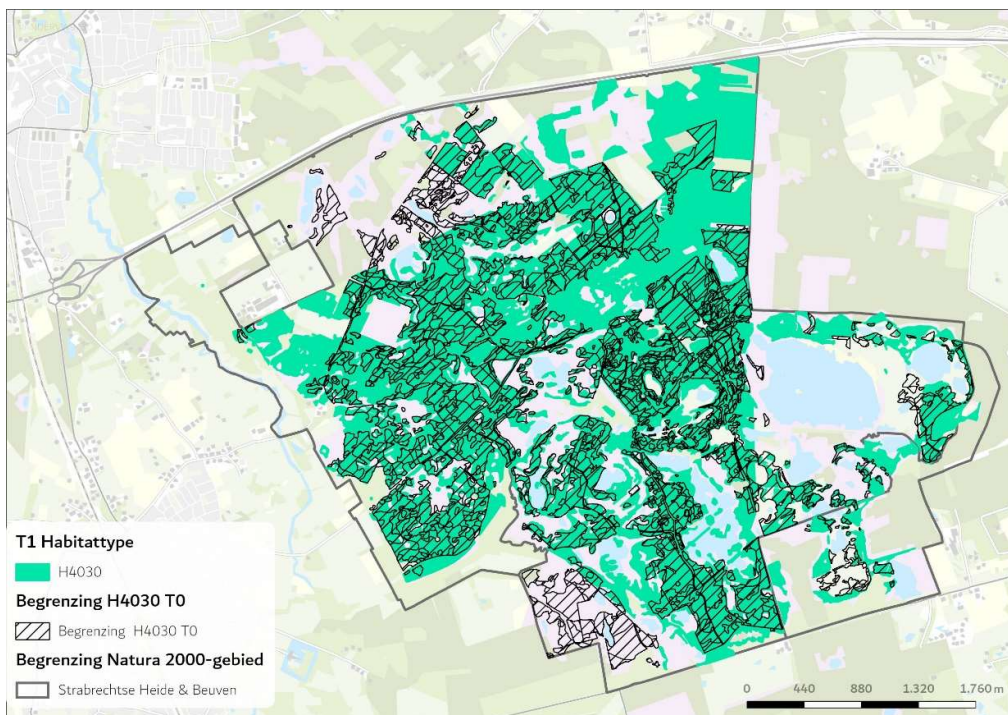 T1 Habitattype
H4030
Begrenzing H4030 T0
Begrenzing H4030 T0
Begrenzing Natura 2000-gebied
Strabrechtse Heide & Beuven
0 440 880 1.320 1.760 m